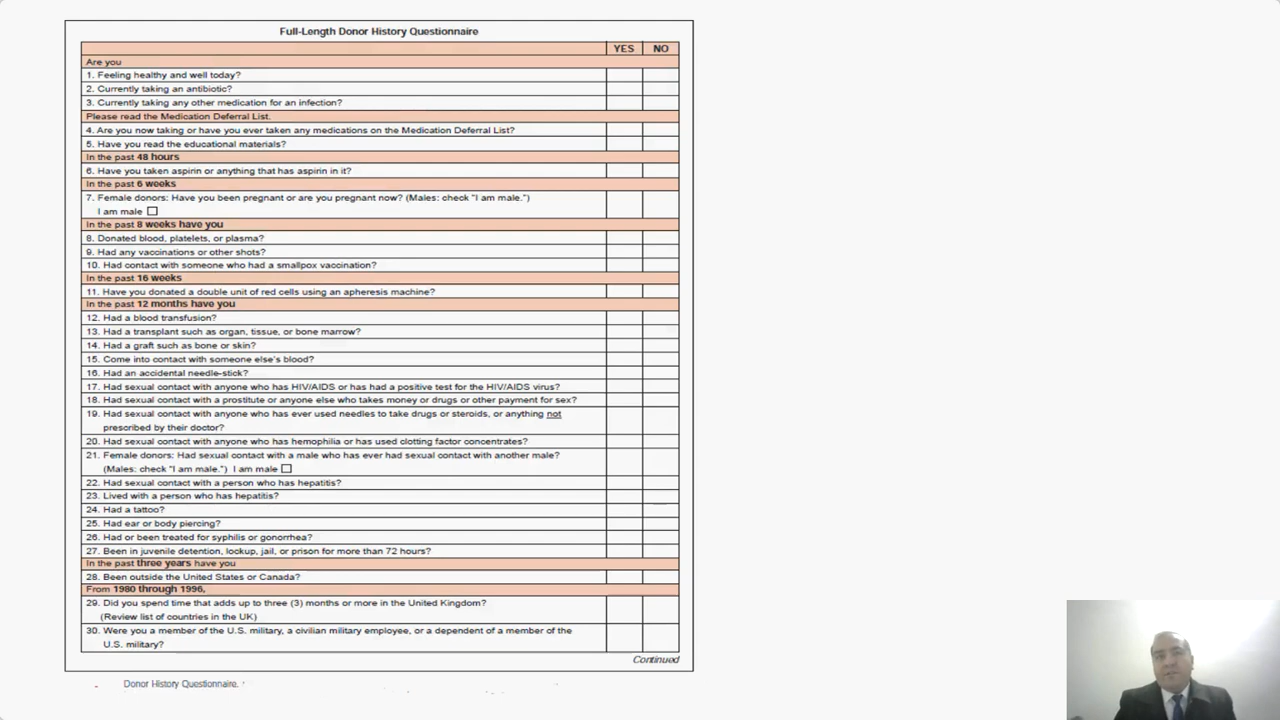 Full-Length Donor History Questionnaire
YES NO
Are you
1. Feeling healthy and well today?
2. Currently taking an antibiotic?
3. Currently taking any other medication for an infection?
Please read the Medication Deferral List.
4. Are you now taking or have you ever taken any medications on the Medication Deferral List?
5. Have you read the educational materials?
In the past 48 hours
6. Have you taken aspirin or anything that has aspirin in it?
In the past 6 weeks
7. Female donors: Have you been pregnant or are you pregnant now? (Males: check "I am male.")
I am male
In the past 8 weeks have you
8. Donated blood, platelets, or plasma?
9. Had any vaccinations or other shots?
10. Had contact with someone who had a smallpox vaccination?
In the past 16 weeks
11. Have you donated a double unit of red cells using an apheresis machine?
In the past 12 months have you
12. Had a blood transfusion?
13. Had a transplant such as organ, tissue, or bone marrow?
14. Had a graft such as bone or skin?
15. Come into contact with someone else's blood?
16. Had an accidental needle-stick?
17. Had sexual contact with anyone who has HIV/AIDS or has had a positive test for the HIV/AIDS virus?
18. Had sexual contact with a prostitute or anyone else who takes money or drugs or other payment for sex?
19. Had sexual contact with anyone who has ever used needles to take drugs or steroids, or anything not
prescribed by their doctor?
20. Had sexual contact with anyone who has hemophilia or has used clotting factor concentrates?
21. Female donors: Had sexual contact with a male who has ever had sexual contact with another male?
(Males: check "I am male.") I am male
22. Had sexual contact with a person who has hepatitis?
23. Lived with a person who has hepatitis?
24. Had a tattoo?
25. Had ear or body piercing?
26. Had or been treated for syphilis or gonorrhea?
27. Been in juvenile detention, lockup, jail, or prison for more than 72 hours?
In the past three years have you
28. Been outside the United States or Canada?
From 1980 through 1996,
29. Did you spend time that adds up to three (3) months or more in the United Kingdom?
(Review list of countries in the UK)
30. Were you a member of the U.S. military, a civilian military employee, or a dependent of a member of the
U.S. military?
Continued
Donor History Questionnaire.